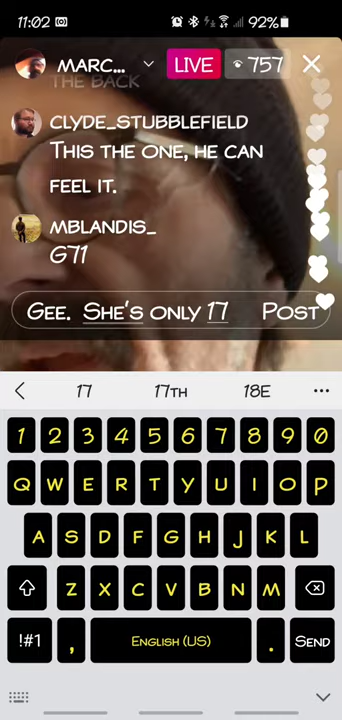 11:02 92%
MARC... LIVE 757
THE BACK
CLYDE_STUBBLEFIELD
THIS THE ONE, HE CAN
FEEL IT.
MBLANDIS_
G71
GEE. SHE'S ONLY 17 POST
17 17TH 18E ...
1 2 3 4 5 6 7 8 9 0
Q W E R T Y U I O P
A S D F G H J K L
Z X C V B N M
!#1 , ENGLISH (US) . SEND